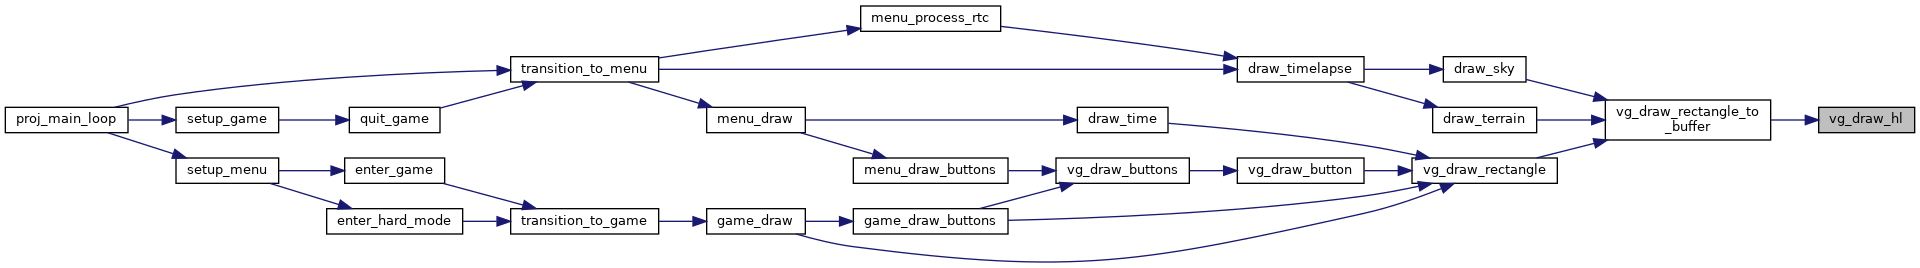 menu_process_rtc
transition_to_menu
draw_timelapse
draw_sky
vg_draw_rectangle_to
_buffer
vg_draw_hl
proj_main_loop
setup_game
quit_game
menu_draw
draw_time
draw_terrain
setup_menu
enter_game
menu_draw_buttons
vg_draw_buttons
vg_draw_button
vg_draw_rectangle
enter_hard_mode
transition_to_game
game_draw
game_draw_buttons